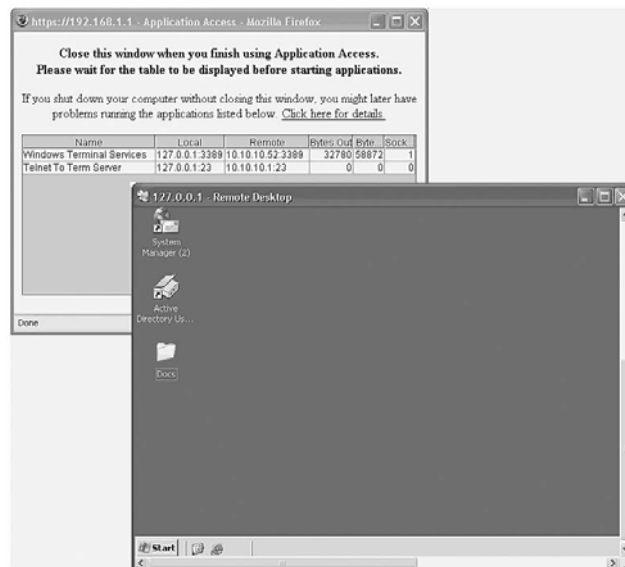 https://192.168.1.1 - Application Access - Mozilla Firefox
Close this window when you finish using Application Access.
Please wait for the table to be displayed before starting applications.
If you shut down your computer without closing this window, you might later have
problems running the applications listed below. Click here for details
Name Local Remote Bytes Out Byte... Sock...
Windows Terminal Services 127.0.0.1:3389 10.10.10.52:3389 32780 58872 1
Telnet To Term Server 127.0.0.1:23 10.10.10.1:23 0 0 0
Done
127.0.0.1 - Remote Desktop
System
Manager (2)
Active
Directory Us...
Docs
Start